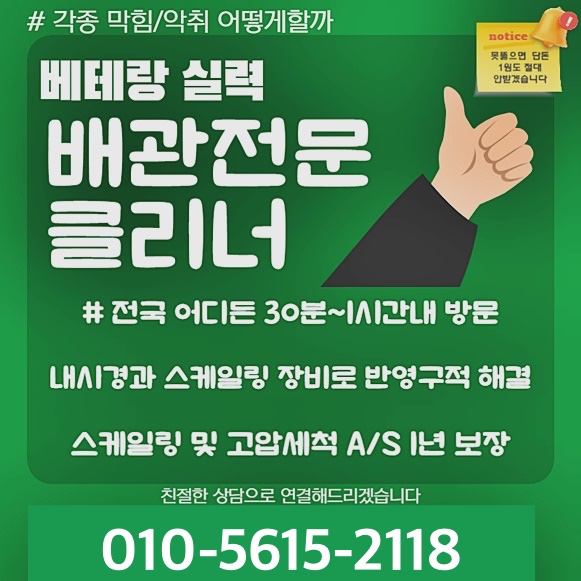 # 각종 막힘/악취 어떻게할까
notice
못뚫으면 단돈
1원도 절대
안받겠습니다
베테랑 실력
배관전문
클리너
# 전국 어디든 30분~1시간내 방문
내시경과 스케일링 장비로 반영구적 해결
스케일링 및 고압세척 A/S 1년 보장
친절한 상담으로 연결해드리겠습니다
010-5615-2118